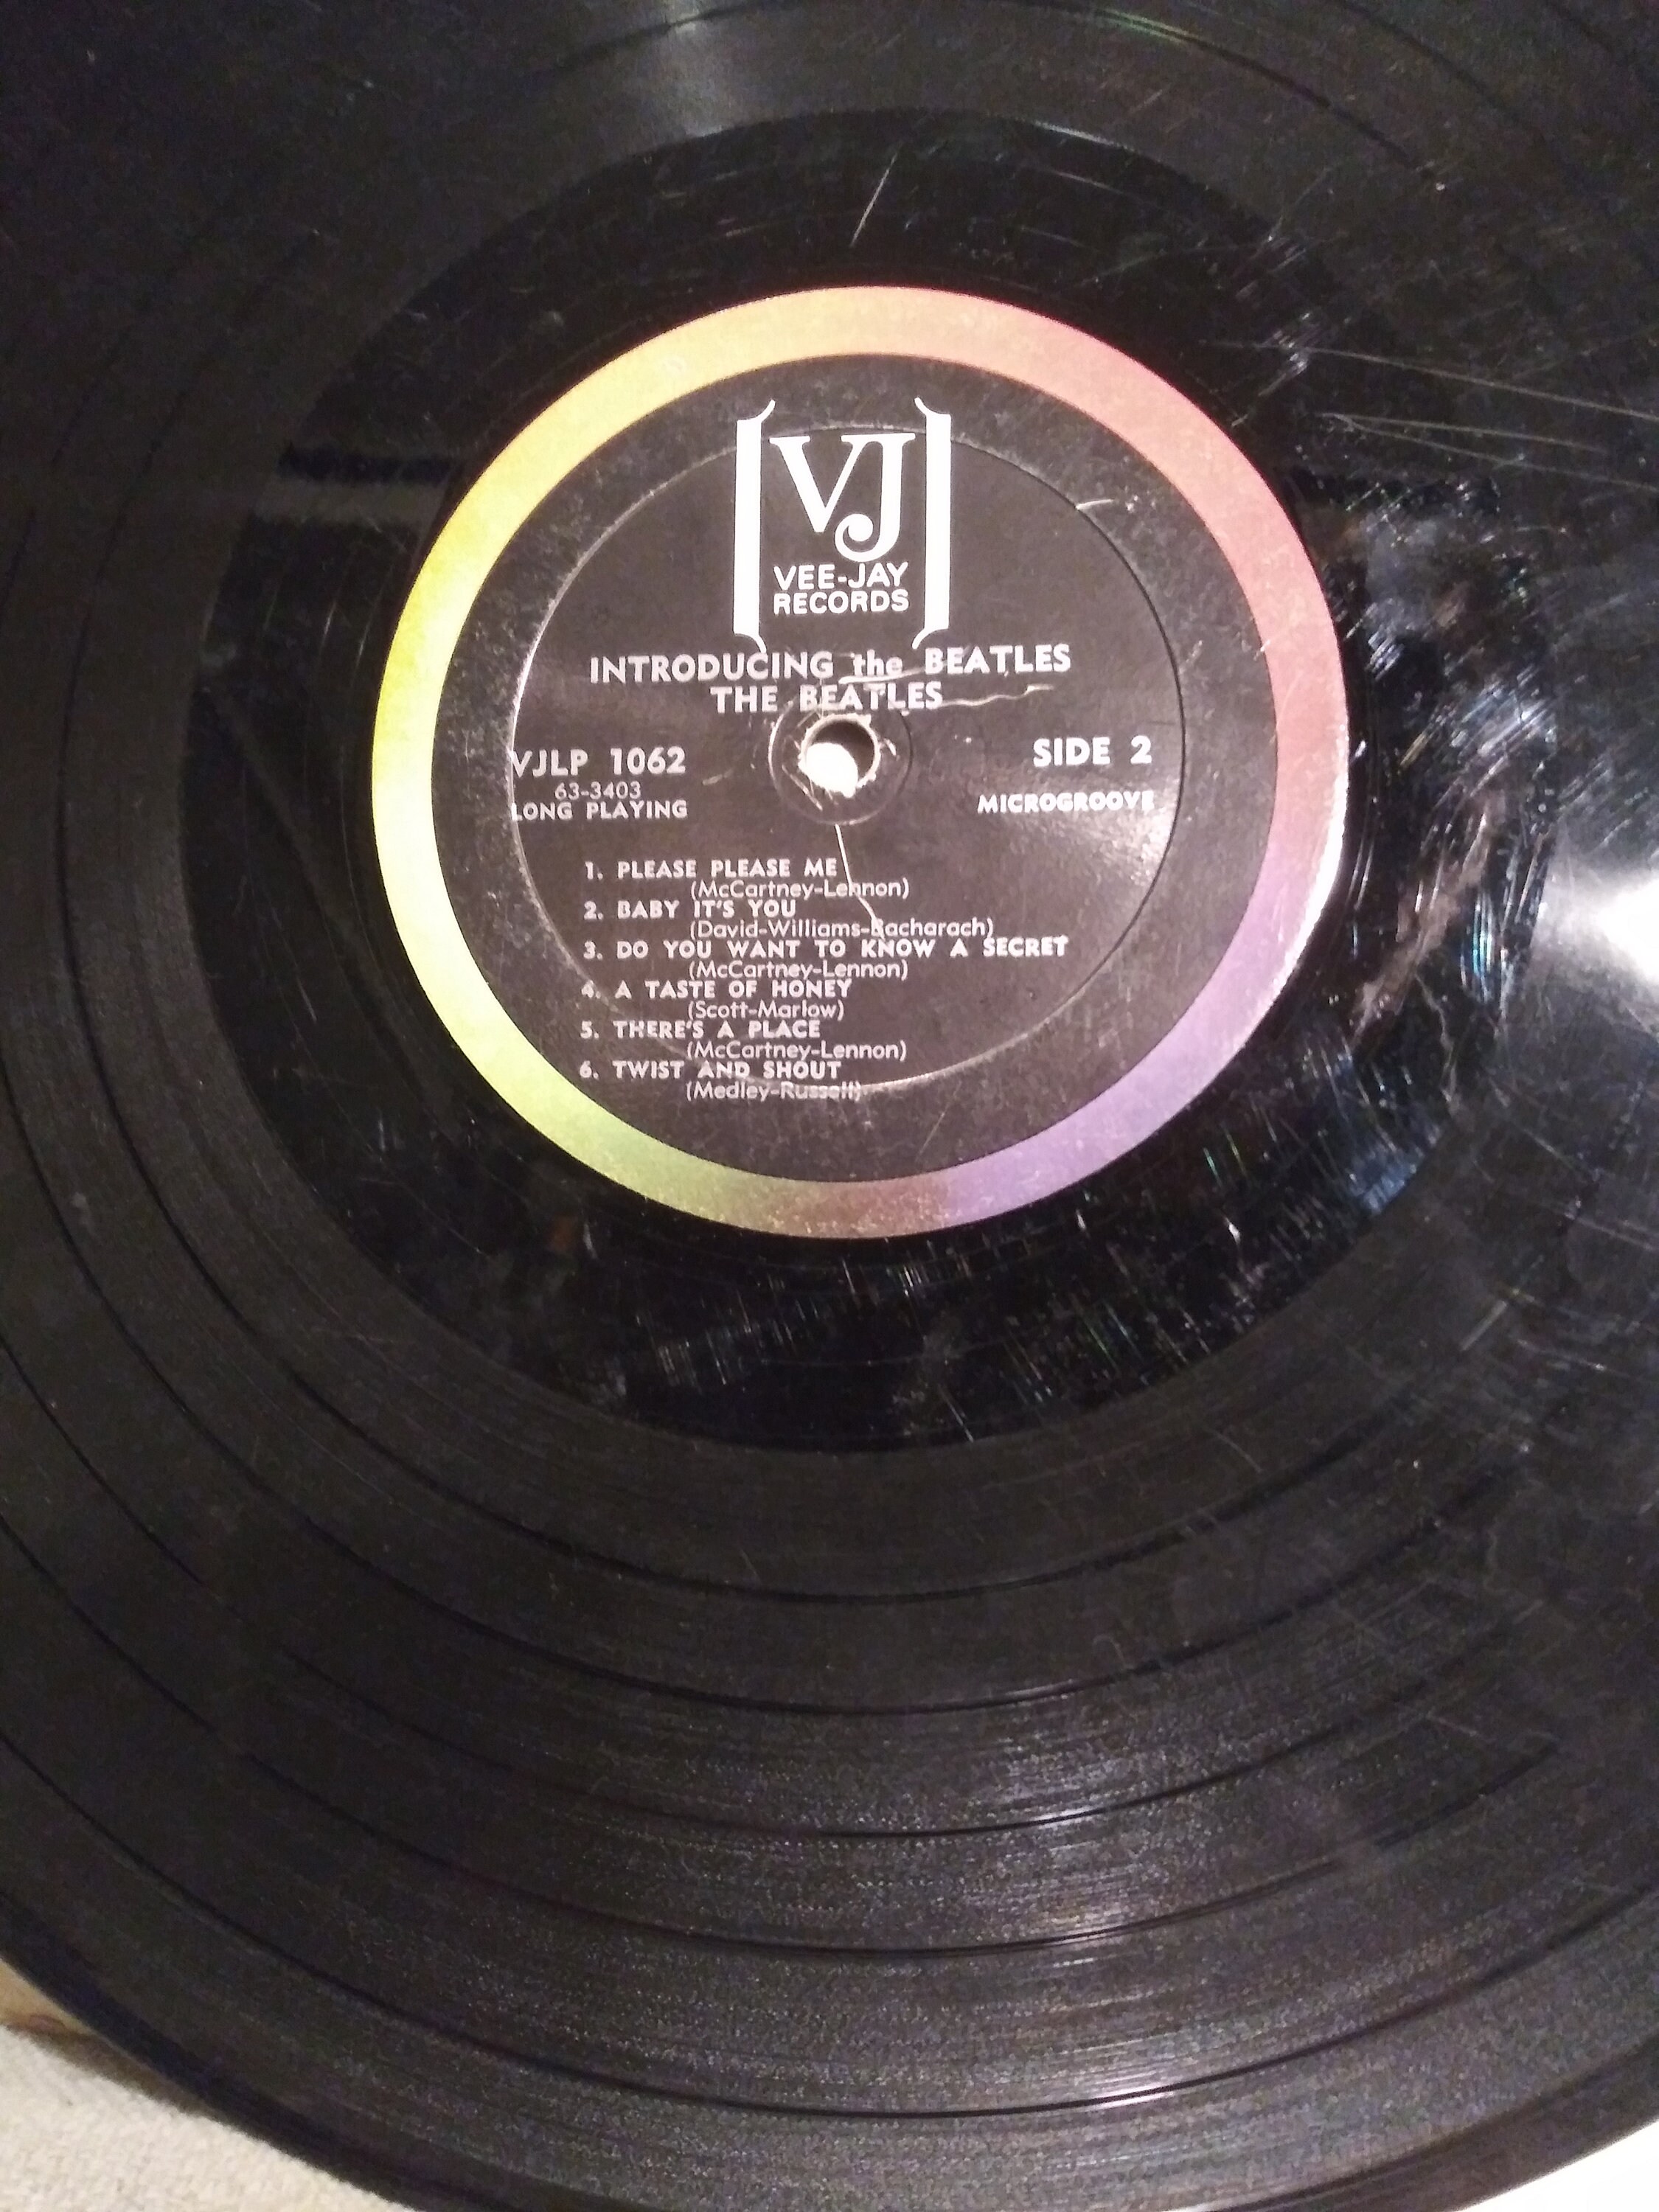 VJ
VEE-JAY
RECORDS
INTRODUCING the BEATLES
THE BEATLES
VJLP 1062
SIDE 2
63-3403
LONG PLAYING
MICROGROOVE
1. PLEASE PLEASE ME
(McCartney-Lennon)
2. BABY IT'S YOU
(David-Williams-Bacharach)
3. DO YOU WANT TO KNOW A SECRET
(McCartney-Lennon)
4. A TASTE OF HONEY
(Scott-Marlow)
5. THERE'S A PLACE
(McCartney-Lennon)
6. TWIST AND SHOUT
(Medley-Russell)